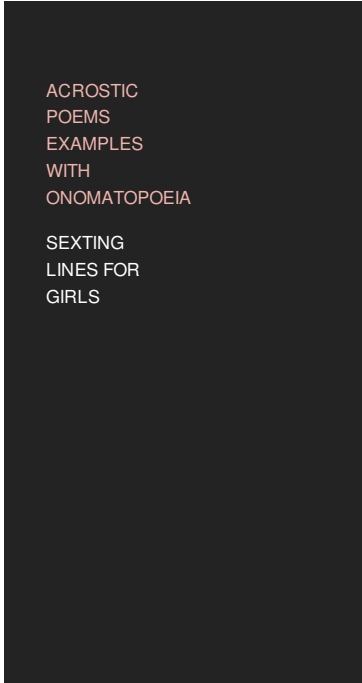 ACROSTIC
POEMS
EXAMPLES
WITH
ONOMATOPOEIA
SEXTING
LINES FOR
GIRLS